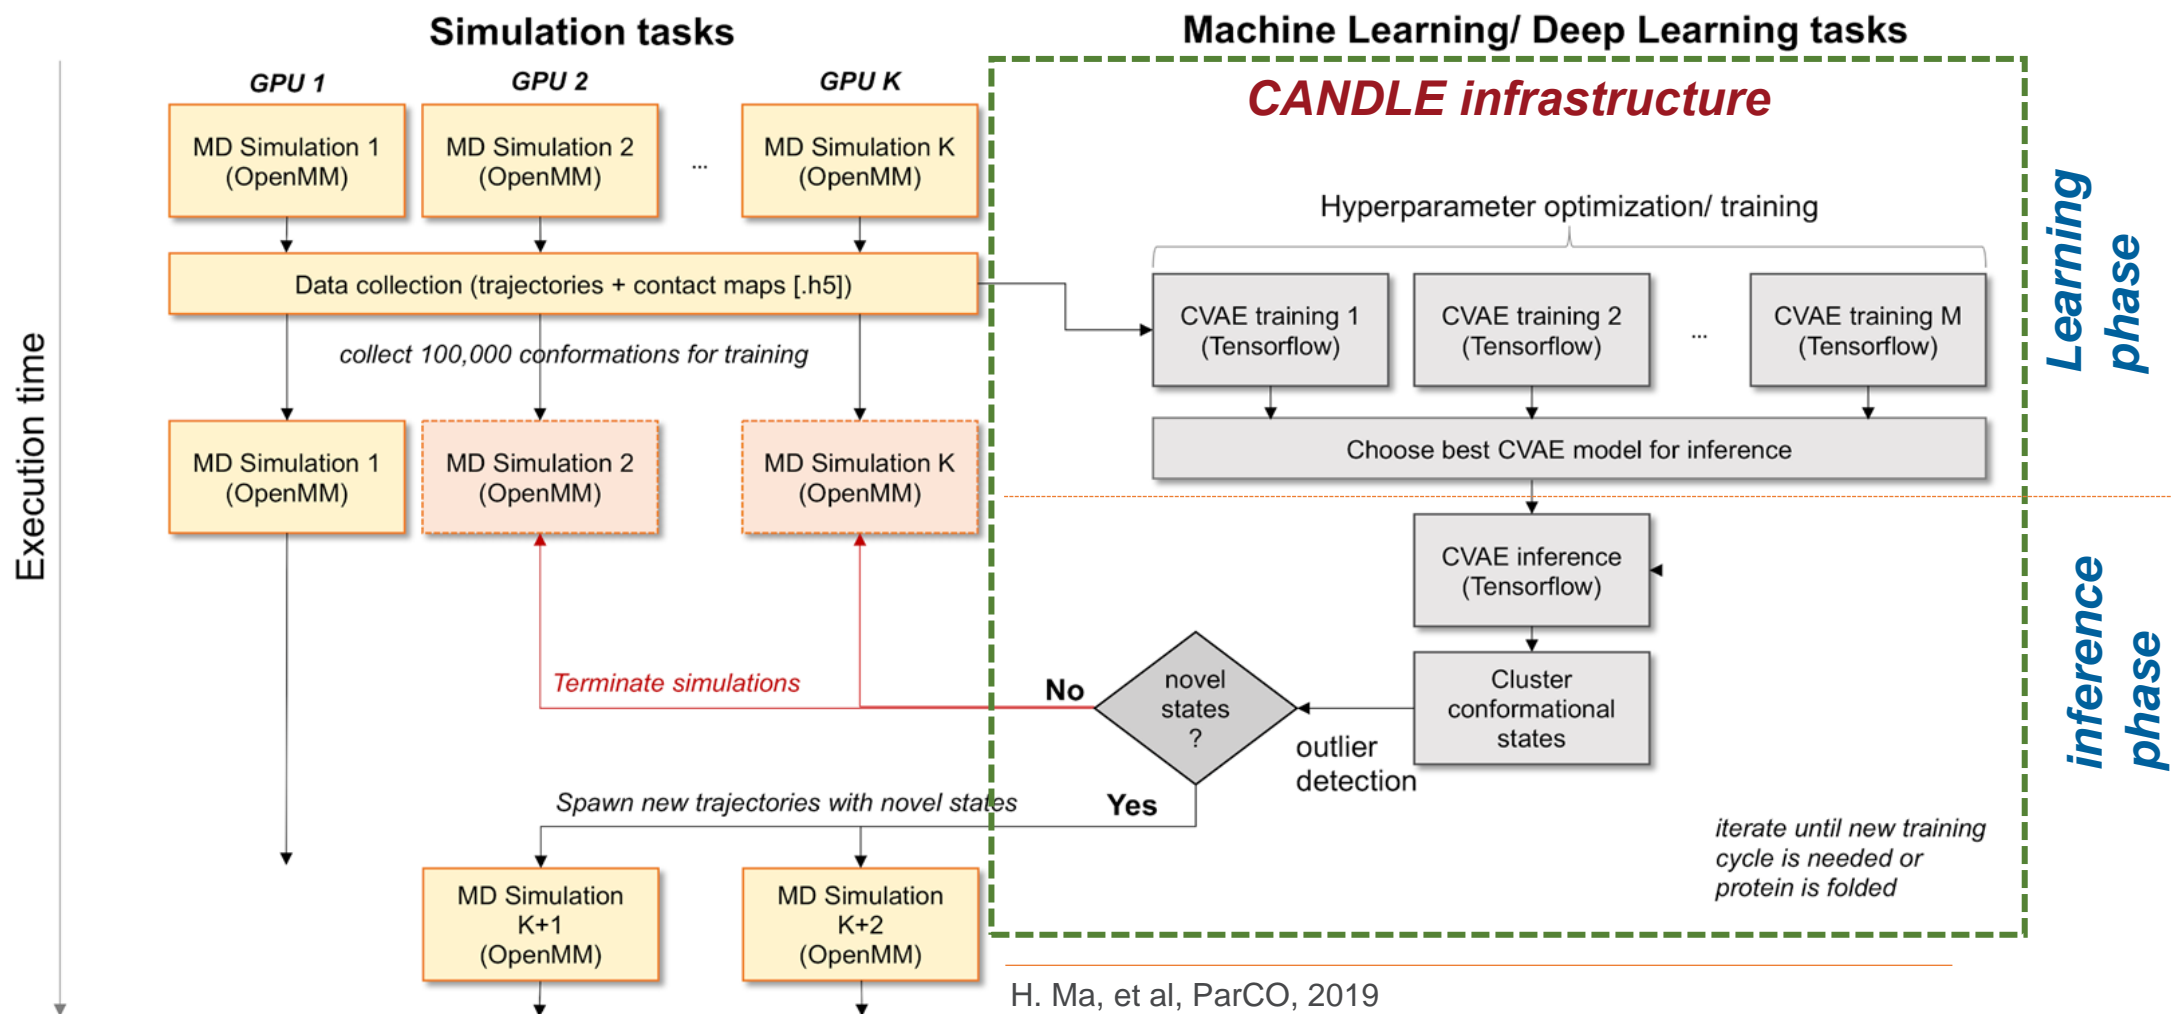 Simulation tasks
Machine Learning/ Deep Learning tasks
GPU 1
GPU 2
GPU K
CANDLE infrastructure
MD Simulation 1
(OpenMM)
MD Simulation 2
(OpenMM)
...
MD Simulation K
(OpenMM)
Hyperparameter optimization/ training
Data collection (trajectories + contact maps [.h5])
CVAE training 1
(Tensorflow)
CVAE training 2
(Tensorflow)
...
CVAE training M
(Tensorflow)
Learning
phase
collect 100,000 conformations for training
Execution time
MD Simulation 1
(OpenMM)
MD Simulation 2
(OpenMM)
MD Simulation K
(OpenMM)
Choose best CVAE model for inference
CVAE inference
(Tensorflow)
inference
phase
Terminate simulations
No
novel
states
?
Cluster
conformational
states
outlier
detection
Spawn new trajectories with novel states
Yes
iterate until new training
cycle is needed or
protein is folded
MD Simulation
K+1
(OpenMM)
MD Simulation
K+2
(OpenMM)
H. Ma, et al, ParCO, 2019